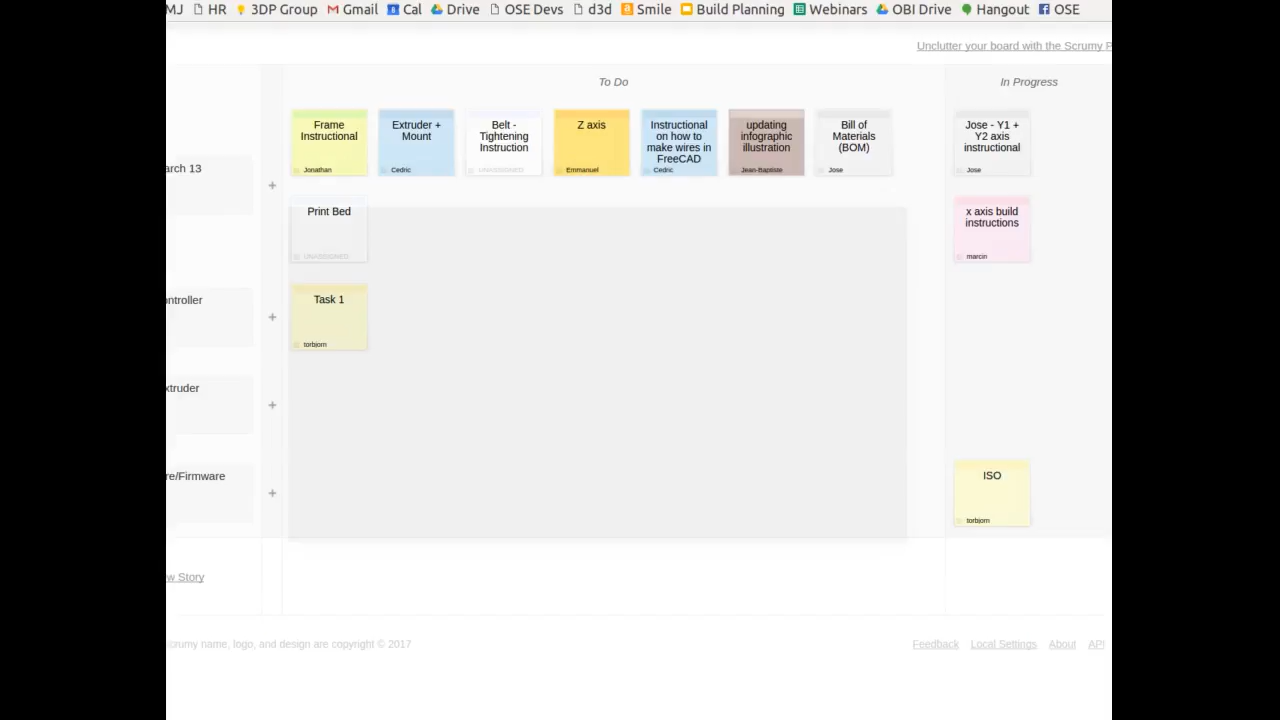 MJ HR 3DP Group Gmail Cal Drive OSE Devs d3d Smile Build Planning Webinars OBI Drive Hangout OSE
Unclutter your board with the Scrumy P
To Do
In Progress
Frame
Instructional
Jonathan
Extruder +
Mount
Cedric
Belt -
Tightening
Instruction
UNASSIGNED
Z axis
Emmanuel
Instructional
on how to
make wires in
FreeCAD
Cedric
updating
infographic
illustration
Jean-Baptiste
Bill of
Materials
(BOM)
Jose
Jose - Y1 +
Y2 axis
instructional
Jose
arch 13
+
Print Bed
UNASSIGNED
x axis build
instructions
marcin
ontroller
+
Task 1
torbjorn
xtruder
+
re/Firmware
+
ISO
torbjorn
w Story
crumy name, logo, and design are copyright © 2017
Feedback Local Settings About API